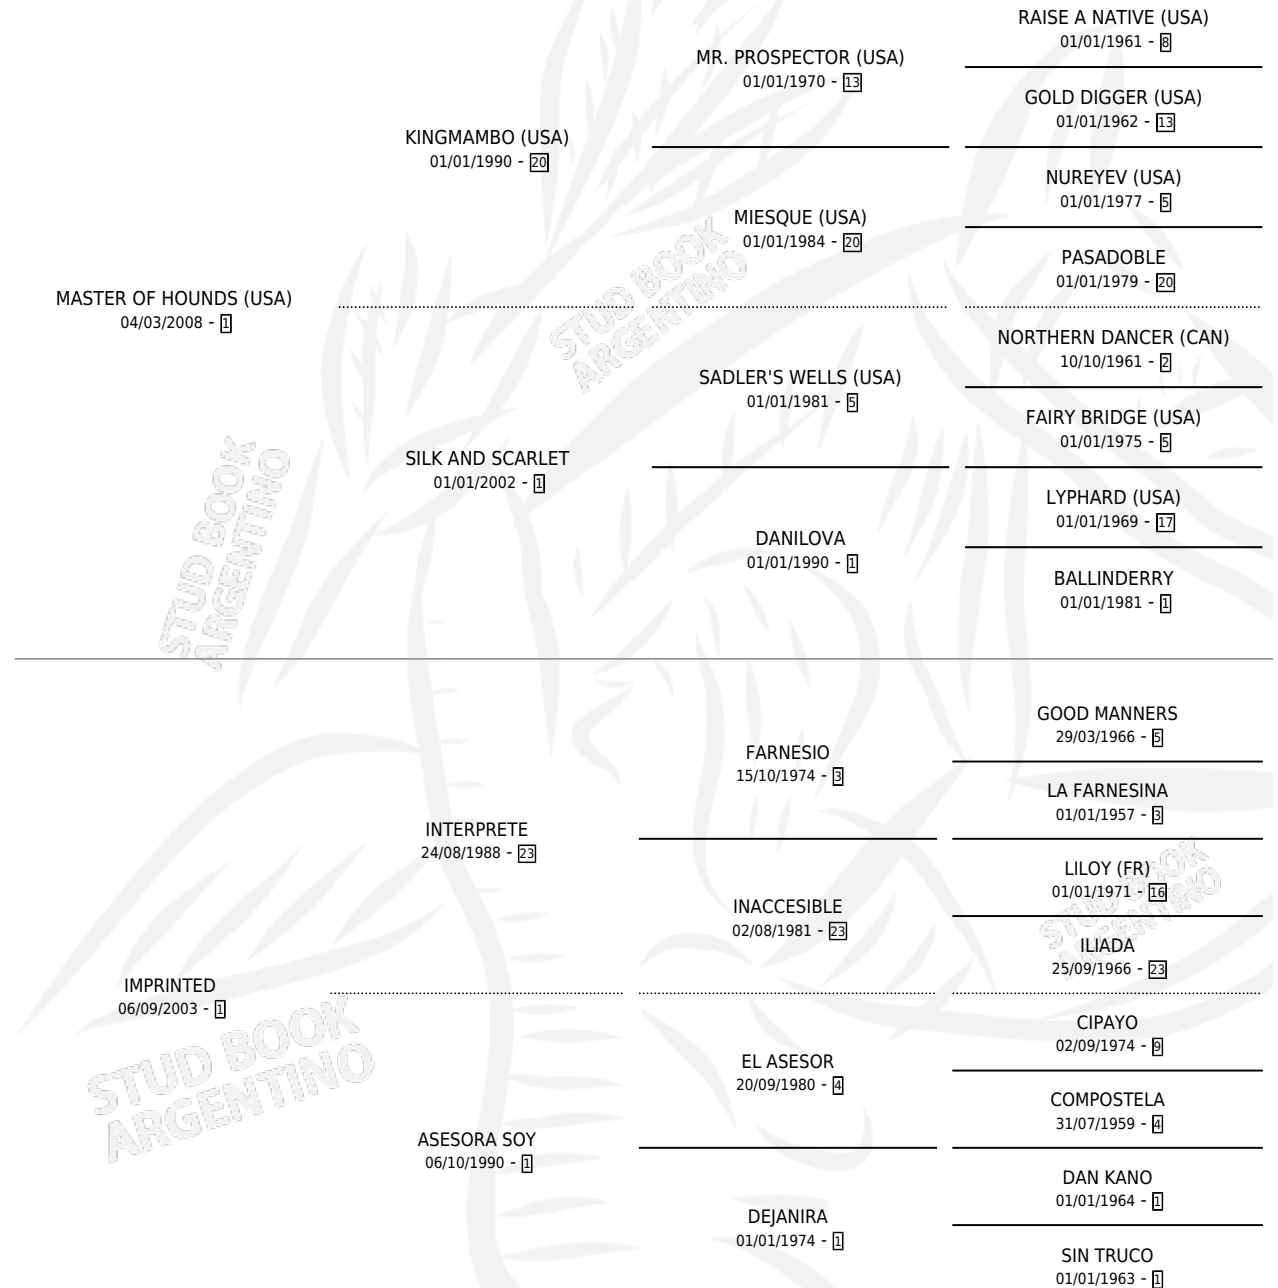 RAISE A NATIVE (USA)
01/01/1961 - 8
MR. PROSPECTOR (USA)
01/01/1970 - 13
GOLD DIGGER (USA)
01/01/1962 - 13
KINGMAMBO (USA)
01/01/1990 - 20
NUREYEV (USA)
01/01/1977 - 5
MIESQUE (USA)
01/01/1984 - 20
PASADOBLE
01/01/1979 - 20
MASTER OF HOUNDS (USA)
04/03/2008 - 1
NORTHERN DANCER (CAN)
10/10/1961 - 2
SADLER'S WELLS (USA)
01/01/1981 - 5
FAIRY BRIDGE (USA)
01/01/1975 - 5
SILK AND SCARLET
01/01/2002 - 1
LYPHARD (USA)
01/01/1969 - 17
DANILOVA
01/01/1990 - 1
BALLINDERRY
01/01/1981 - 1
GOOD MANNERS
29/03/1966 - 5
FARNESIO
15/10/1974 - 3
LA FARNESINA
01/01/1957 - 3
INTERPRETE
24/08/1988 - 23
LILOY (FR)
01/01/1971 - 16
INACCESIBLE
02/08/1981 - 23
ILIADA
25/09/1966 - 23
IMPRINTED
06/09/2003 - 1
CIPAYO
02/09/1974 - 9
EL ASESOR
20/09/1980 - 4
COMPOSTELA
31/07/1959 - 4
ASESORA SOY
06/10/1990 - 1
DAN KANO
01/01/1964 - 1
DEJANIRA
01/01/1974 - 1
SIN TRUCO
01/01/1963 - 1
STUD BOOK
ARGENTINO
STUD BOOK
ARGENTINO
STUD BOOK
ARGENTINO
STUD BOOK
ARGENTINO